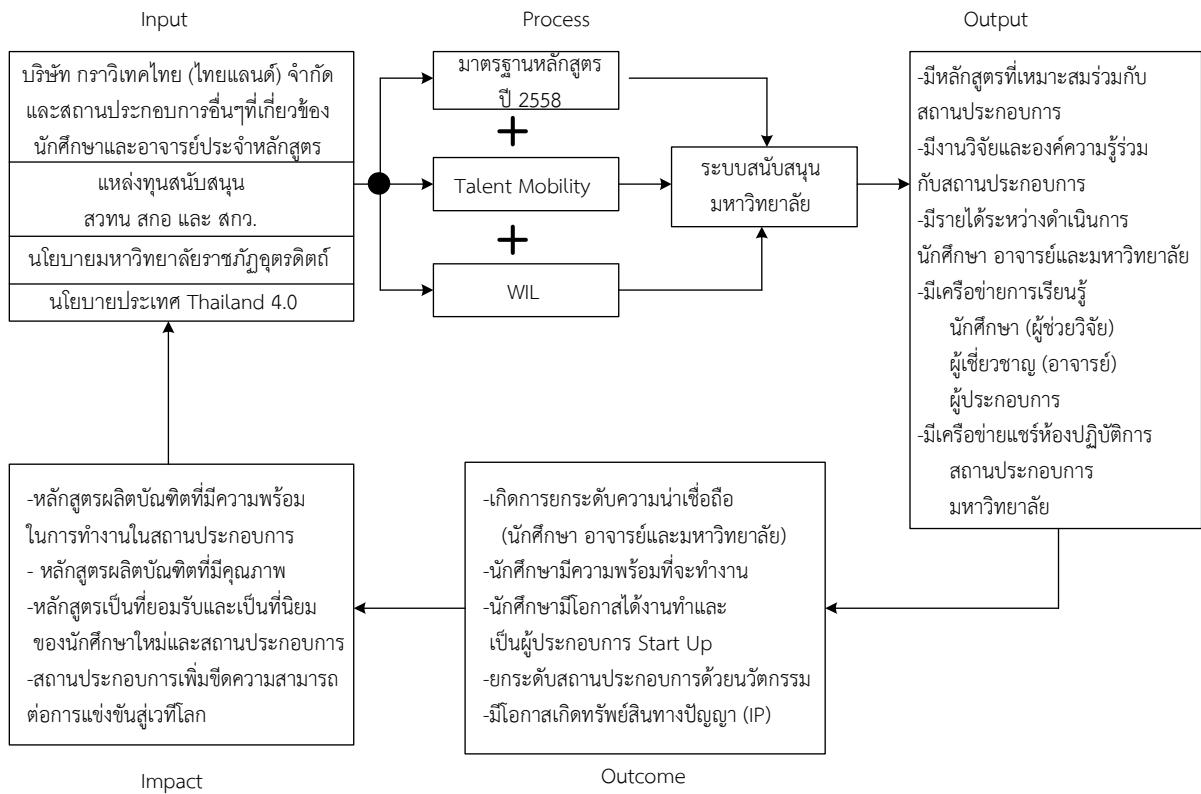 Input
บริษัท กราวิเทคไทย (ไทยแลนด์) จำกัด
และสถานประกอบการอื่นๆที่เกี่ยวข้อง
นักศึกษาและอาจารย์ประจำหลักสูตร
แหล่งทุนสนับสนุน
สวทน สกอ และ สกว.
นโยบายมหาวิทยาลัยราชภัฏอุตรดิตถ์
นโยบายประเทศ Thailand 4.0
Process
มาตรฐานหลักสูตร
ปี 2558
+
Talent Mobility
+
WIL
ระบบสนับสนุน
มหาวิทยาลัย
Output
-มีหลักสูตรที่เหมาะสมร่วมกับ
สถานประกอบการ
-มีงานวิจัยและองค์ความรู้ร่วม
กับสถานประกอบการ
-มีรายได้ระหว่างดำเนินการ
นักศึกษา อาจารย์และมหาวิทยาลัย
-มีเครือข่ายการเรียนรู้
นักศึกษา (ผู้ช่วยวิจัย)
ผู้เชี่ยวชาญ (อาจารย์)
ผู้ประกอบการ
-มีเครือข่ายแชร์ห้องปฏิบัติการ
สถานประกอบการ
มหาวิทยาลัย
-เกิดการยกระดับความน่าเชื่อถือ
(นักศึกษา อาจารย์และมหาวิทยาลัย)
-นักศึกษามีความพร้อมที่จะทำงาน
-นักศึกษามีโอกาสได้งานทำและ
เป็นผู้ประกอบการ Start Up
-ยกระดับสถานประกอบการด้วยนวัตกรรม
-มีโอกาสเกิดทรัพย์สินทางปัญญา (IP)
Outcome
-หลักสูตรผลิตบัณฑิตที่มีความพร้อม
ในการทำงานในสถานประกอบการ
- หลักสูตรผลิตบัณฑิตที่มีคุณภาพ
-หลักสูตรเป็นที่ยอมรับและเป็นที่นิยม
ของนักศึกษาใหม่และสถานประกอบการ
-สถานประกอบการเพิ่มขีดความสามารถ
ต่อการแข่งขันสู่เวทีโลก
Impact